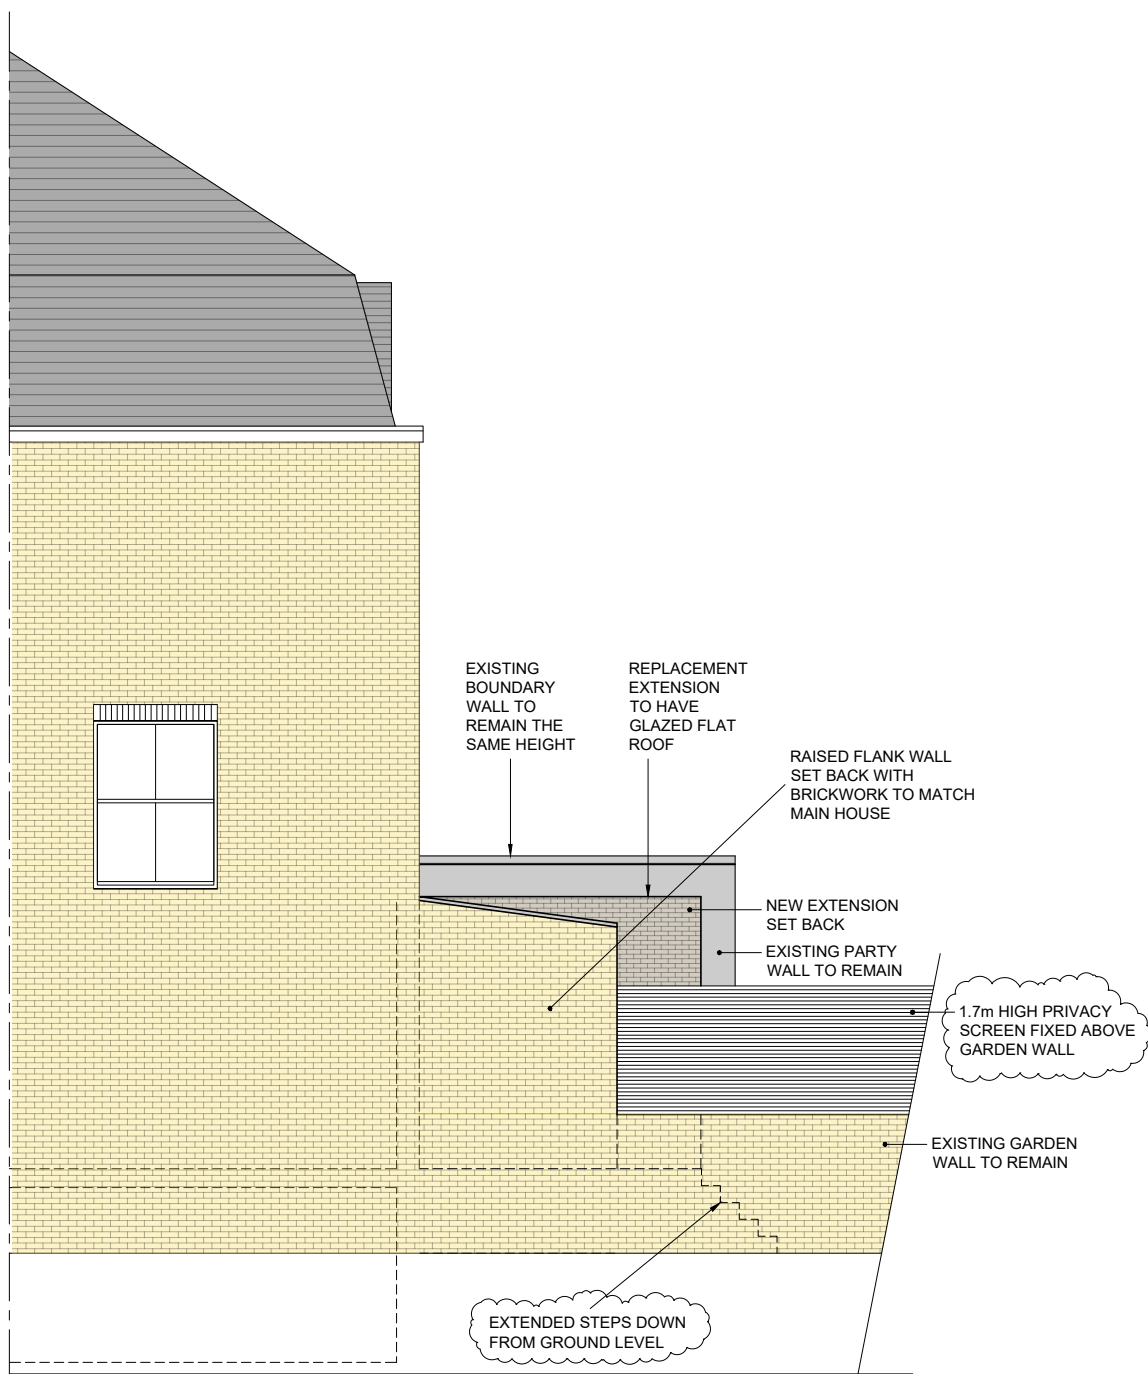 EXISTING
BOUNDARY
WALL TO
REMAIN THE
SAME HEIGHT
REPLACEMENT
EXTENSION
TO HAVE
GLAZED FLAT
ROOF
RAISED FLANK WALL
SET BACK WITH
BRICKWORK TO MATCH
MAIN HOUSE
NEW EXTENSION
SET BACK
EXISTING PARTY
WALL TO REMAIN
1.7m HIGH PRIVACY
SCREEN FIXED ABOVE
GARDEN WALL
EXISTING GARDEN
WALL TO REMAIN
EXTENDED STEPS DOWN
FROM GROUND LEVEL